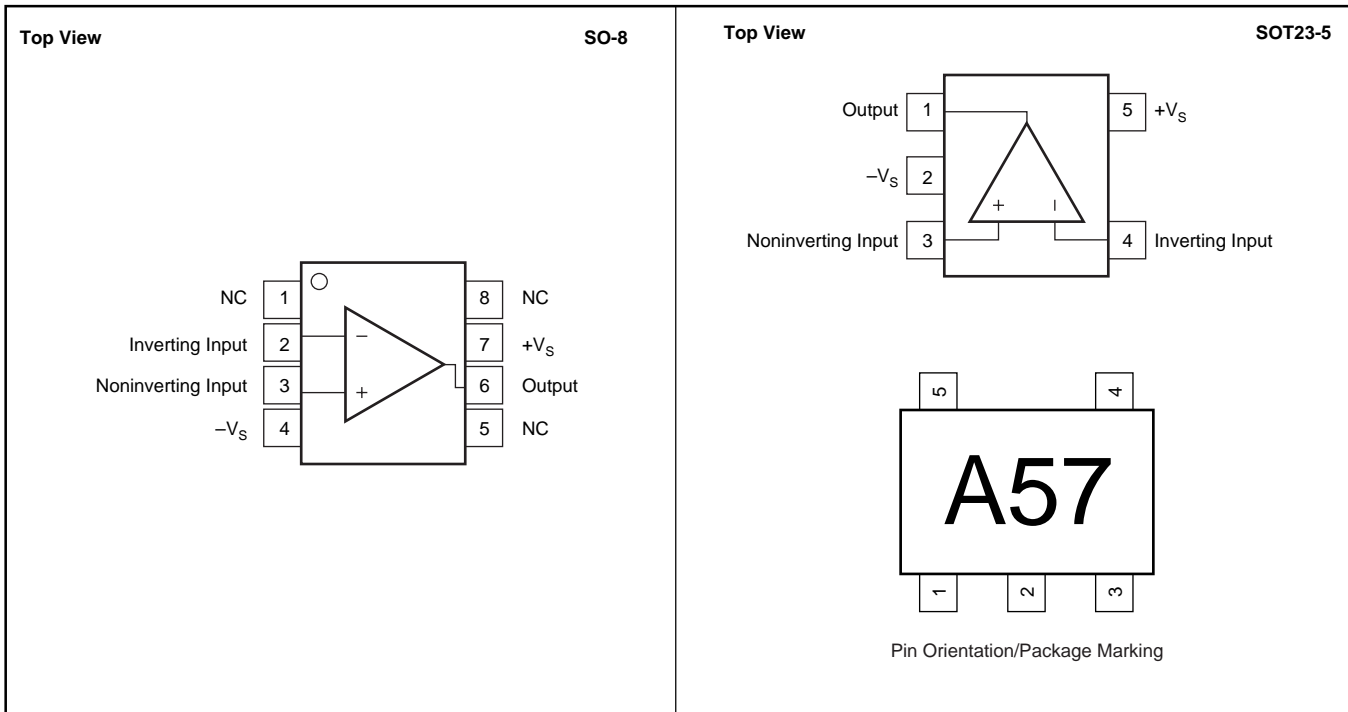 Top View SO-8
NC 1 8 NC
Inverting Input 2 − 7 +VS
Noninverting Input 3 + 6 Output
–VS 4 5 NC
Top View SOT23-5
Output 1 5 +VS
–VS 2
+ −
Noninverting Input 3 4 Inverting Input
5 4
A57
1 2 3
Pin Orientation/Package Marking